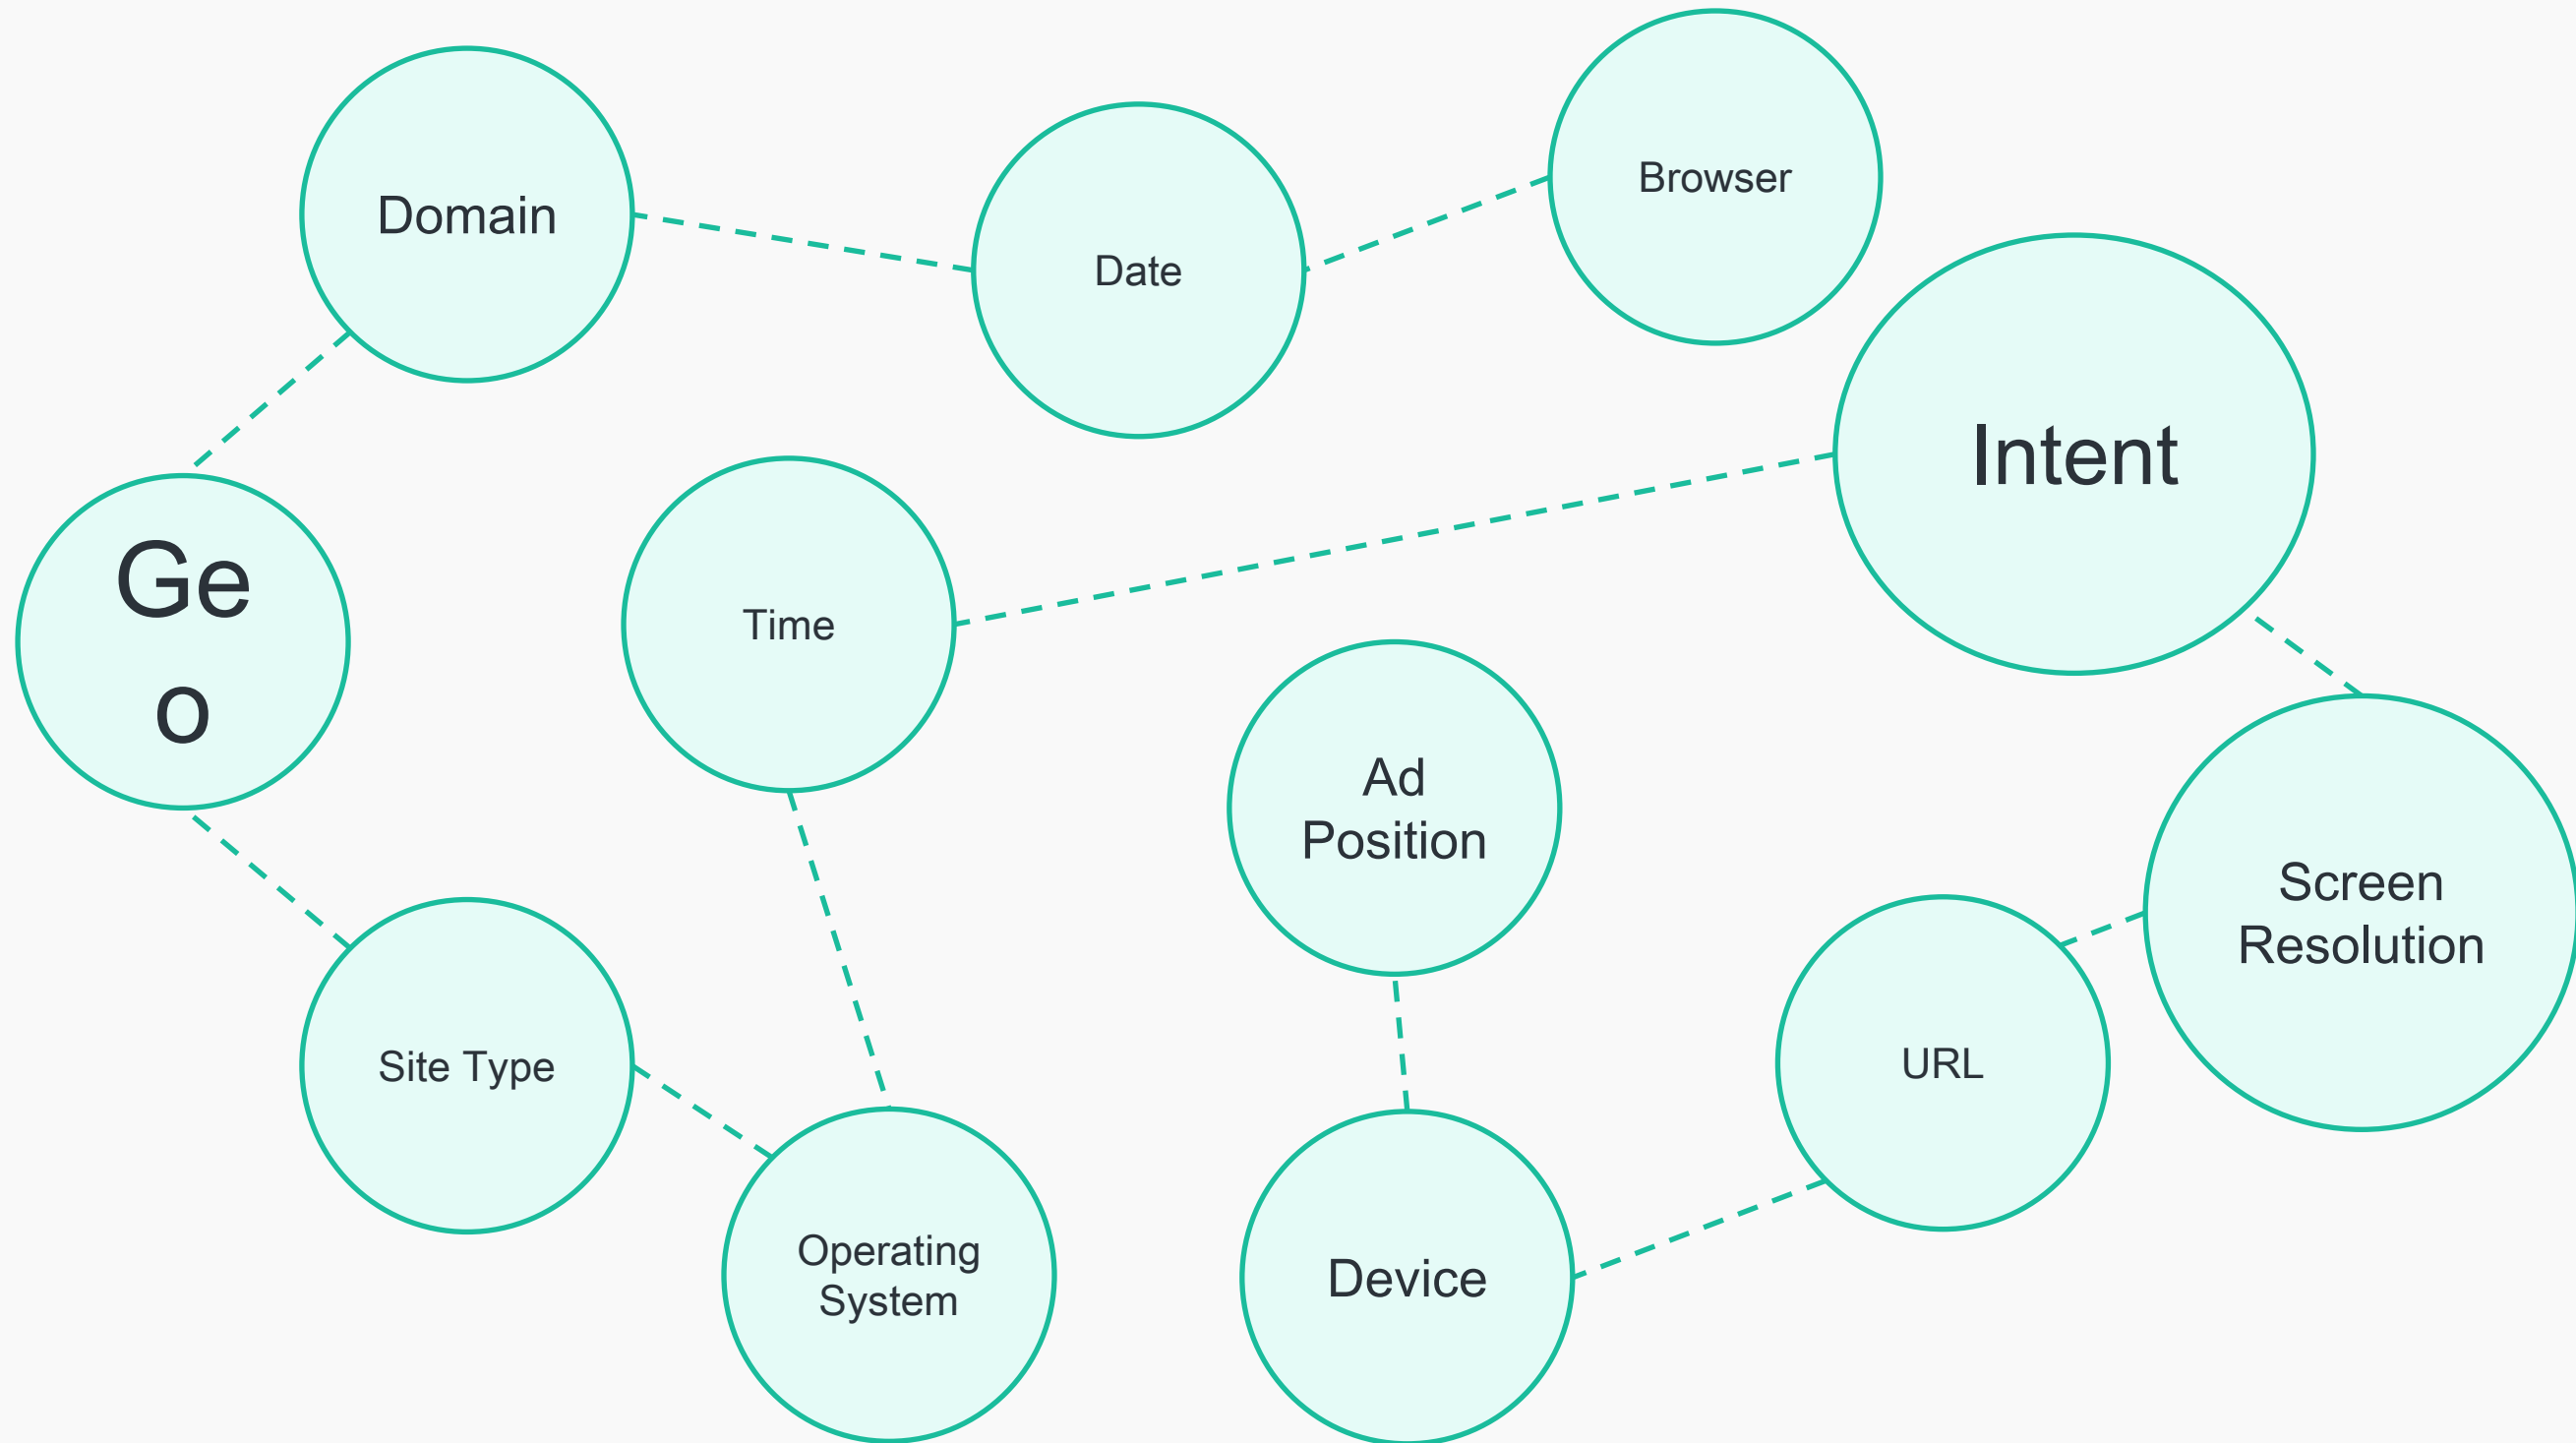 Domain
Date
Browser
Intent
Ge
o
Time
Ad
Position
Screen
Resolution
Site Type
URL
Operating
System
Device